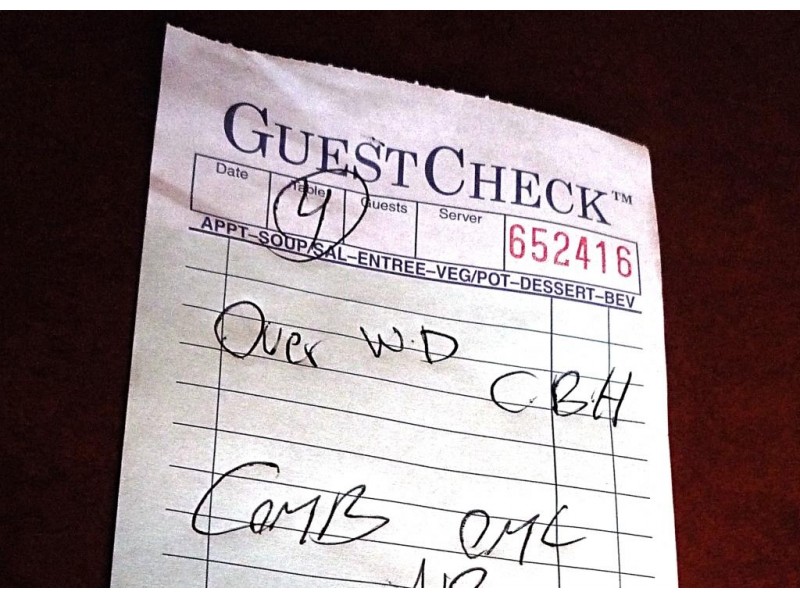 GUESTCHECK™
Date Table Guests Server
4 652416
APPT–SOUP/SAL–ENTREE–VEG/POT–DESSERT–BEV
Over W.D
CBH
COMB OML